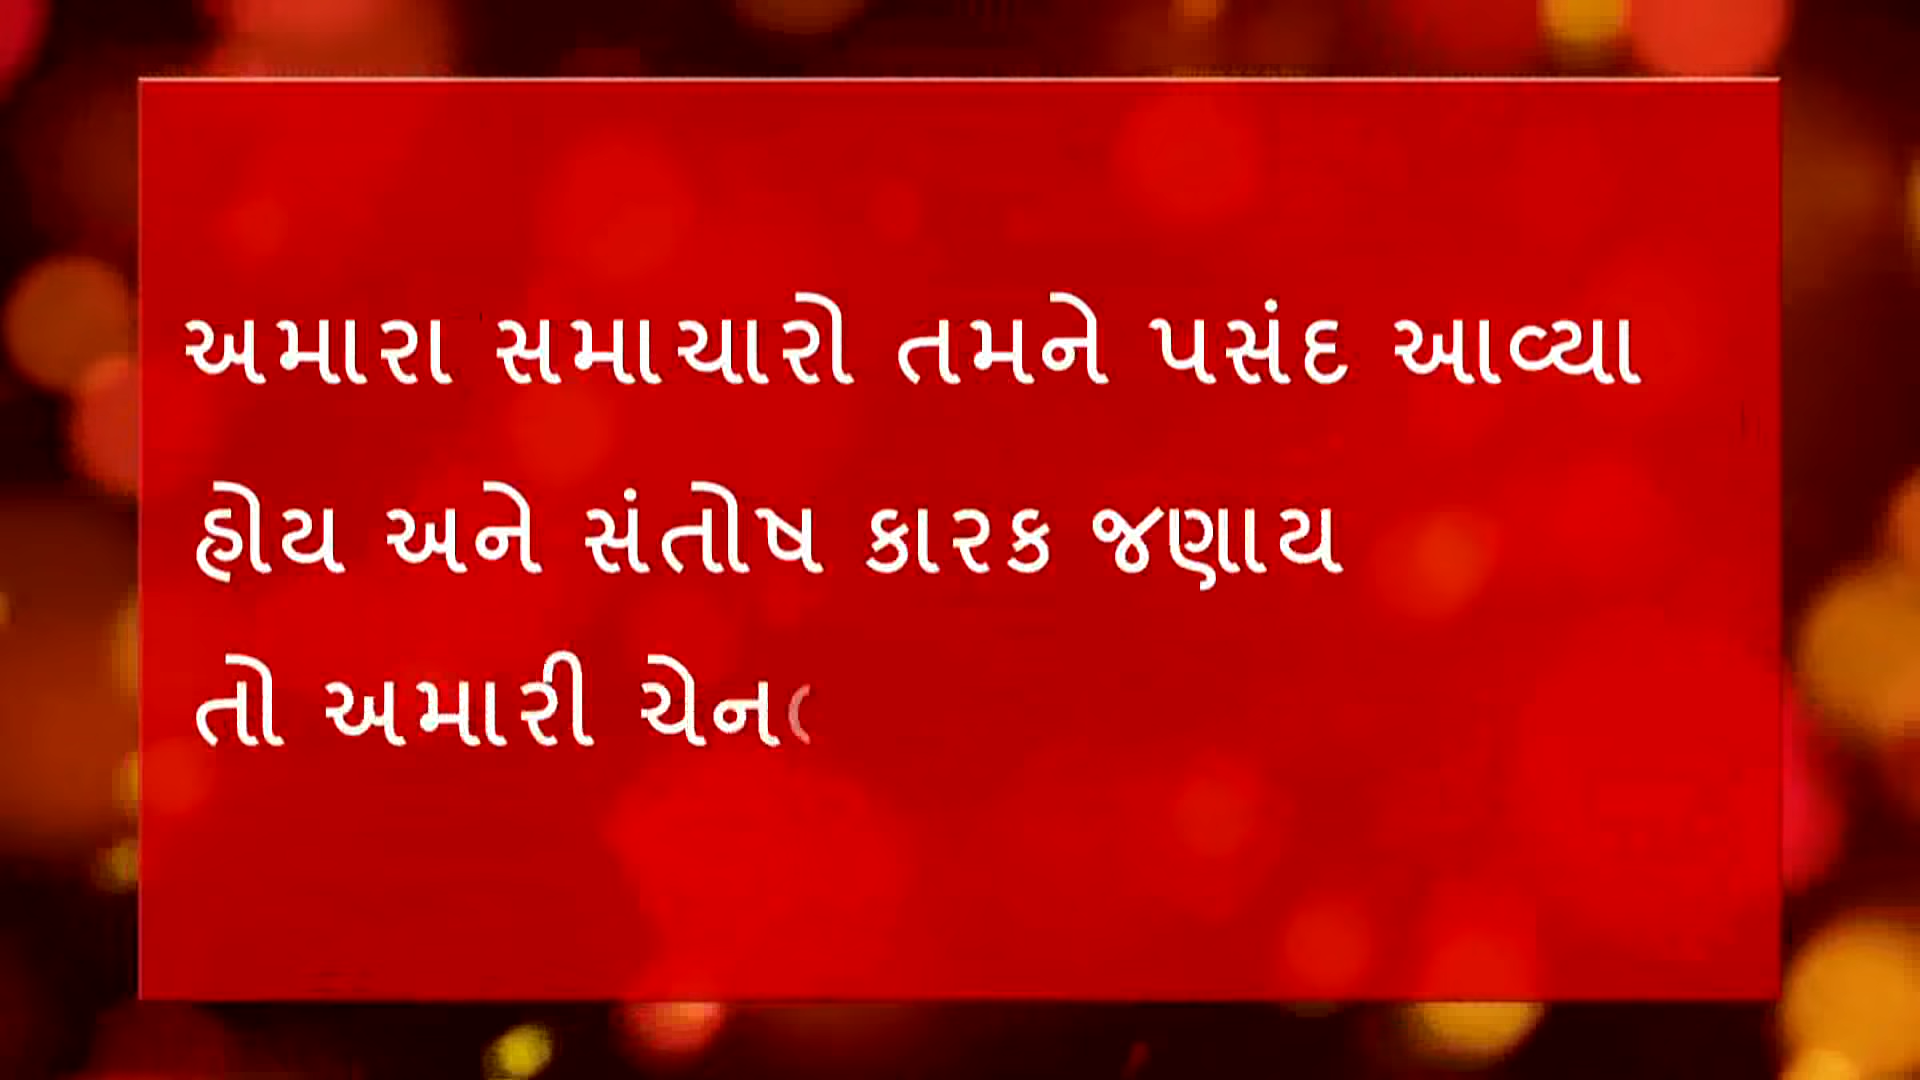 અમારા સમાચારો તમને પસંદ આવ્યા
હોય અને સંતોષ કારક જણાય
તો અમારી ચેન